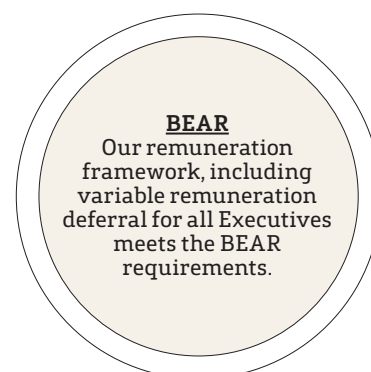 BEAR
Our remuneration
framework, including
variable remuneration
deferral for all Executives
meets the BEAR
requirements.